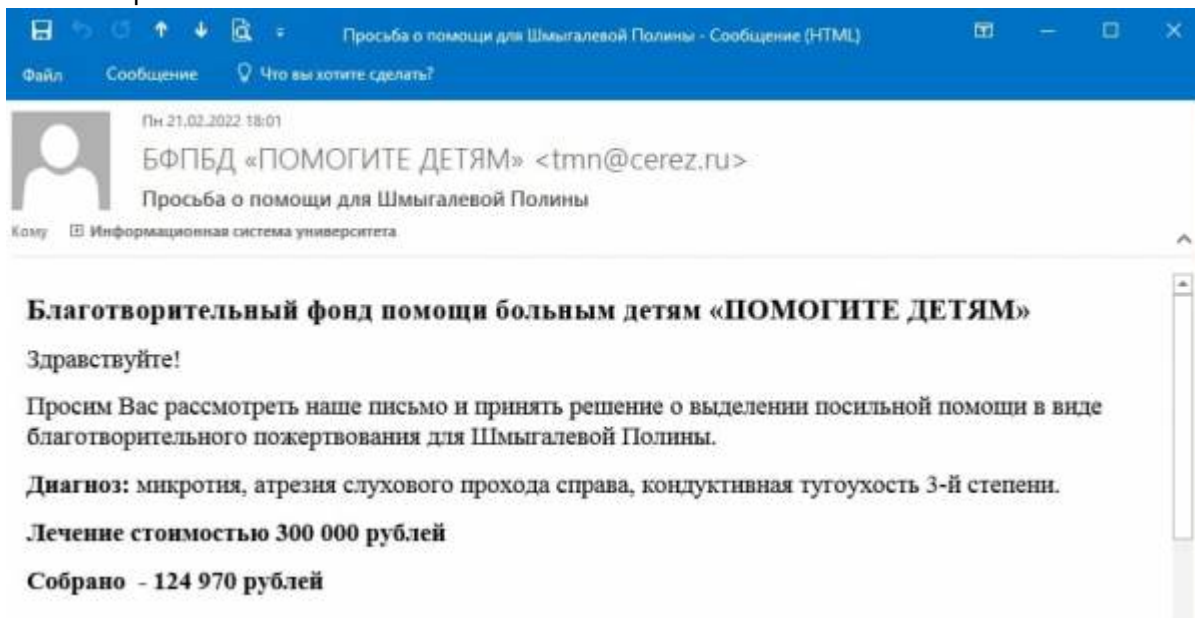 Просьба о помощи для Шмыгалевой Полины - Сообщение (HTML)
Файл Сообщение Что вы хотите сделать?
Пн 21.02.2022 18:01
БФПБД «ПОМОГИТЕ ДЕТЯМ» <tmn@cerez.ru>
Просьба о помощи для Шмыгалевой Полины
Кому Информационная система университета
Благотворительный фонд помощи больным детям «ПОМОГИТЕ ДЕТЯМ»
Здравствуйте!
Просим Вас рассмотреть наше письмо и принять решение о выделении посильной помощи в виде
благотворительного пожертвования для Шмыгалевой Полины.
Диагноз: микротия, атрезия слухового прохода справа, кондуктивная тугоухость 3-й степени.
Лечение стоимостью 300 000 рублей
Собрано - 124 970 рублей